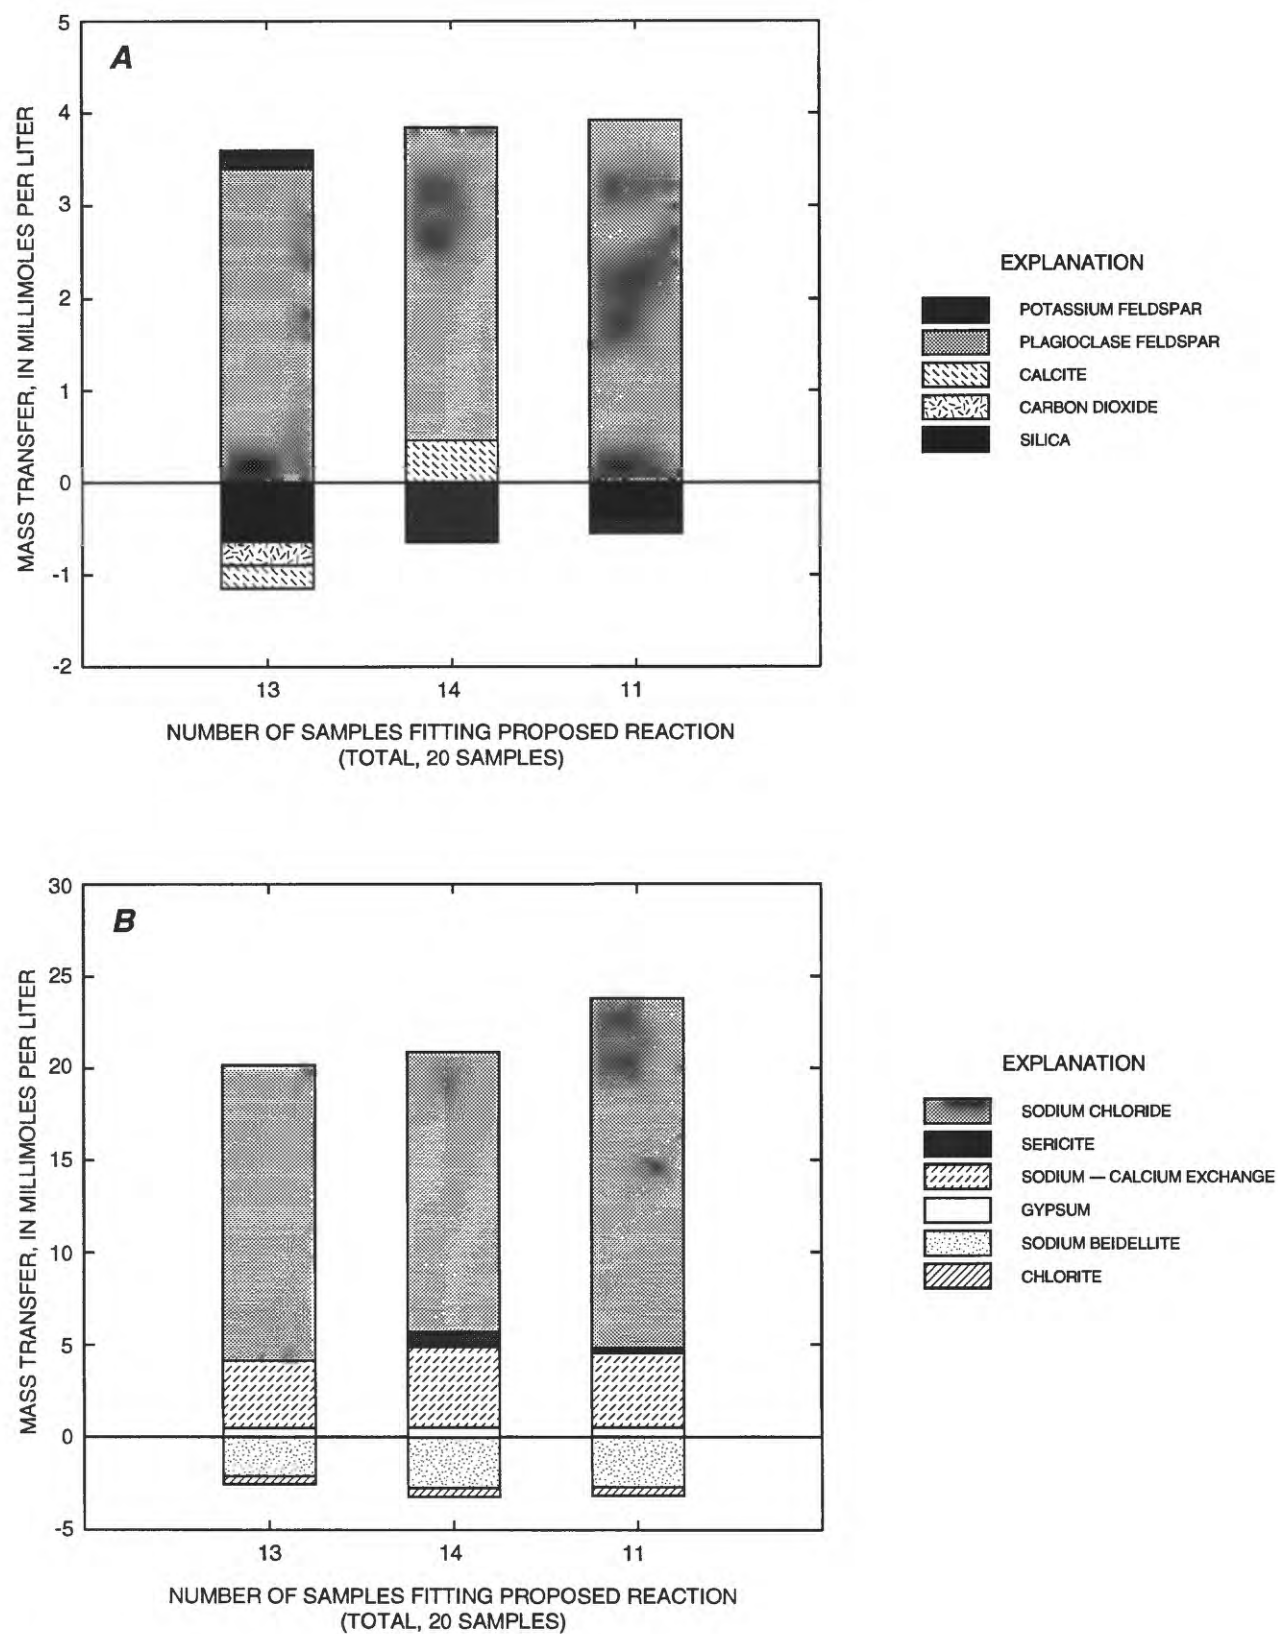 A
5
4
3
2
1
0
-1
-2
MASS TRANSFER, IN MILLIMOLES PER LITER
13 14 11
NUMBER OF SAMPLES FITTING PROPOSED REACTION
(TOTAL, 20 SAMPLES)
EXPLANATION
POTASSIUM FELDSPAR
PLAGIOCLASE FELDSPAR
CALCITE
CARBON DIOXIDE
SILICA
B
30
25
20
15
10
5
0
-5
MASS TRANSFER, IN MILLIMOLES PER LITER
13 14 11
NUMBER OF SAMPLES FITTING PROPOSED REACTION
(TOTAL, 20 SAMPLES)
EXPLANATION
SODIUM CHLORIDE
SERICITE
SODIUM — CALCIUM EXCHANGE
GYPSUM
SODIUM BEIDELLITE
CHLORITE